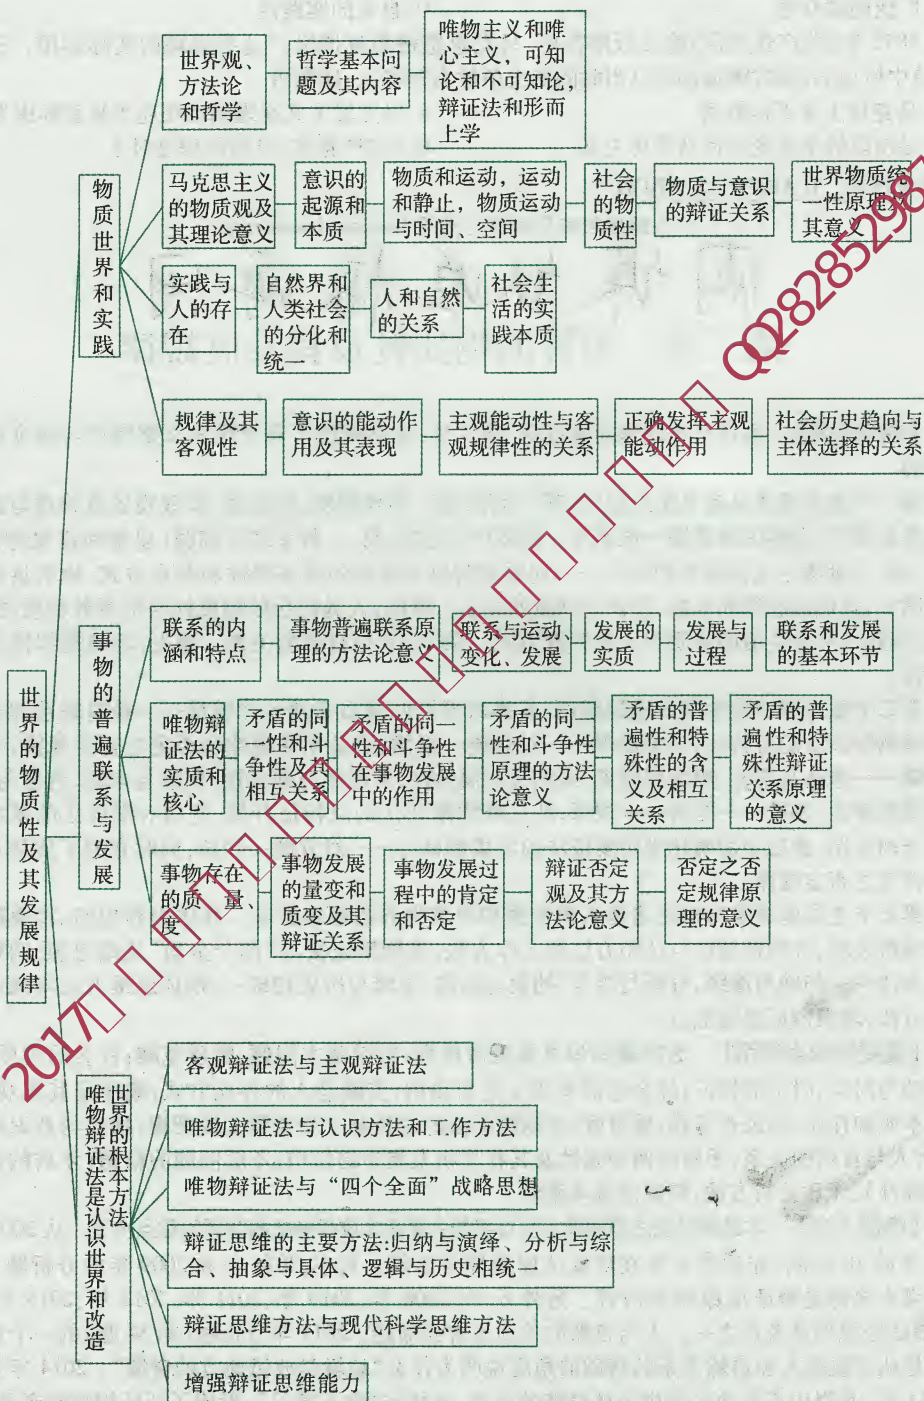 世界的物质性及其发展规律
物质世界和实践
世界观、
方法论
和哲学
哲学基本问
题及其内容
唯物主义和唯
心主义，可知
论和不可知论，
辩证法和形而
上学
马克思主义
的物质观及
其理论意义
意识的
起源和
本质
物质和运动，运动
和静止，物质运动
与时间、空间
社会
的物
质性
物质与意识
的辩证关系
世界物质统
一性原理
其意义
实践与
人的存
在
自然界和
人类社会
的分化和
统一
人和自然
的关系
社会生
活的实
践本质
规律及其
客观性
意识的能动作
用及其表现
主观能动性与客
观规律性的关系
正确发挥主观
能动作用
社会历史趋向与
主体选择的关系
事物的普遍联系与发展
联系的内
涵和特点
事物普遍联系原
理的方法论意义
联系与运动、
变化、发展
发展的
实质
发展与
过程
联系和发展
的基本环节
唯物辩
证法的
实质和
核心
矛盾的同
一性和斗
争性及其
相互关系
矛盾的同一
性和斗争性
在事物发展
中的作用
矛盾的同一
性和斗争性
原理的方法
论意义
矛盾的普
遍性和特
殊性的含
义及相互
关系
矛盾的普
遍性和特
殊性辩证
关系原理
的意义
事物存在
的质、量、
度
事物发展
的量变和
质变及其
辩证关系
事物发展过
程中的肯定
和否定
辩证否定
观及其方
法论意义
否定之否
定规律原
理的意义
唯物辩证法是认识世界和改造
世界的根本方法
客观辩证法与主观辩证法
唯物辩证法与认识方法和工作方法
唯物辩证法与“四个全面”战略思想
辩证思维的主要方法:归纳与演绎、分析与综
合、抽象与具体、逻辑与历史相统一
辩证思维方法与现代科学思维方法
增强辩证思维能力
2017